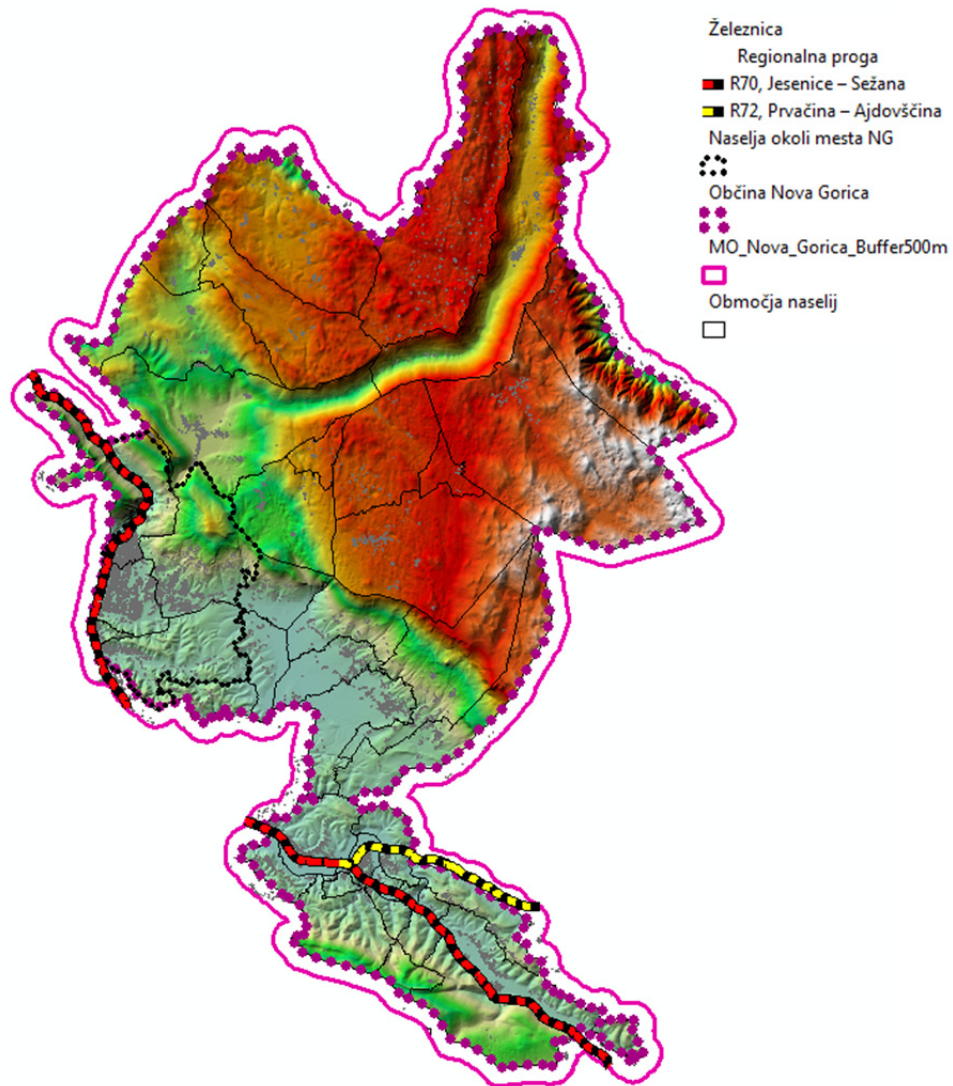 Železnica
Regionalna proga
R70, Jesenice – Sežana
R72, Prvačina – Ajdovščina
Naselja okoli mesta NG
Občina Nova Gorica
MO_Nova_Gorica_Buffer500m
Območja naselij